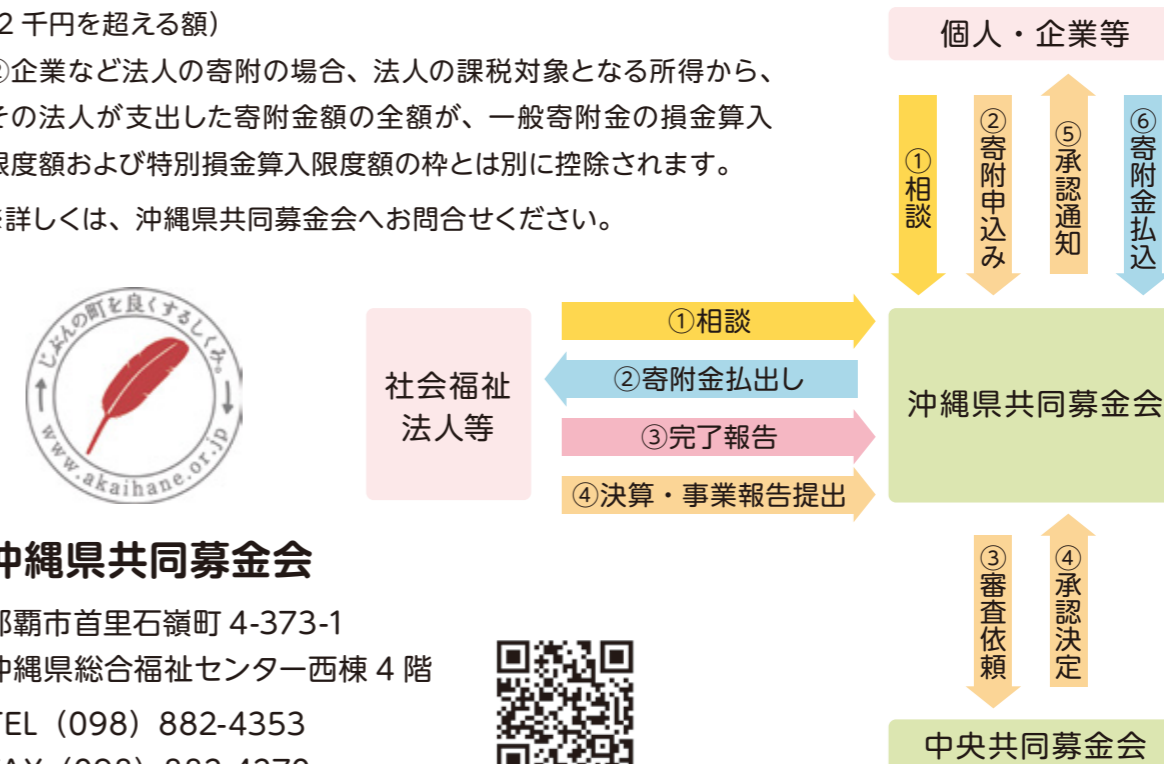 2千円を超える額）
②企業など法人の寄附の場合、法人の課税対象となる所得から、
その法人が支出した寄附金額の全額が、一般寄附金の損金算入
限度額および特別損金算入限度額の枠とは別に控除されます。
※詳しくは、沖縄県共同募金会へお問合せください。
じぶんの町を良くするしくみ。
www.akaihane.or.jp
沖縄県共同募金会
那覇市首里石嶺町 4-373-1
沖縄県総合福祉センター西棟 4 階
TEL（098）882-4353
個人・企業等
①相談
②寄附申込み
⑤承認通知
⑥寄附金払込
社会福祉
法人等
①相談
②寄附金払出し
③完了報告
④決算・事業報告提出
沖縄県共同募金会
③審査依頼
④承認決定
中央共同募金会